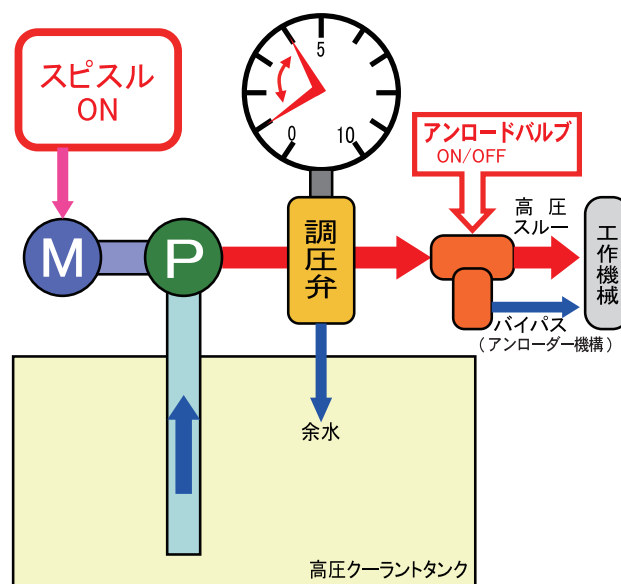 スピスル
ON
5
0
10
アンロードバルブ
ON/OFF
高圧
スルー
M
P
調圧弁
工作機械
バイパス
(アンローダー機構)
余水
高圧クーラントタンク